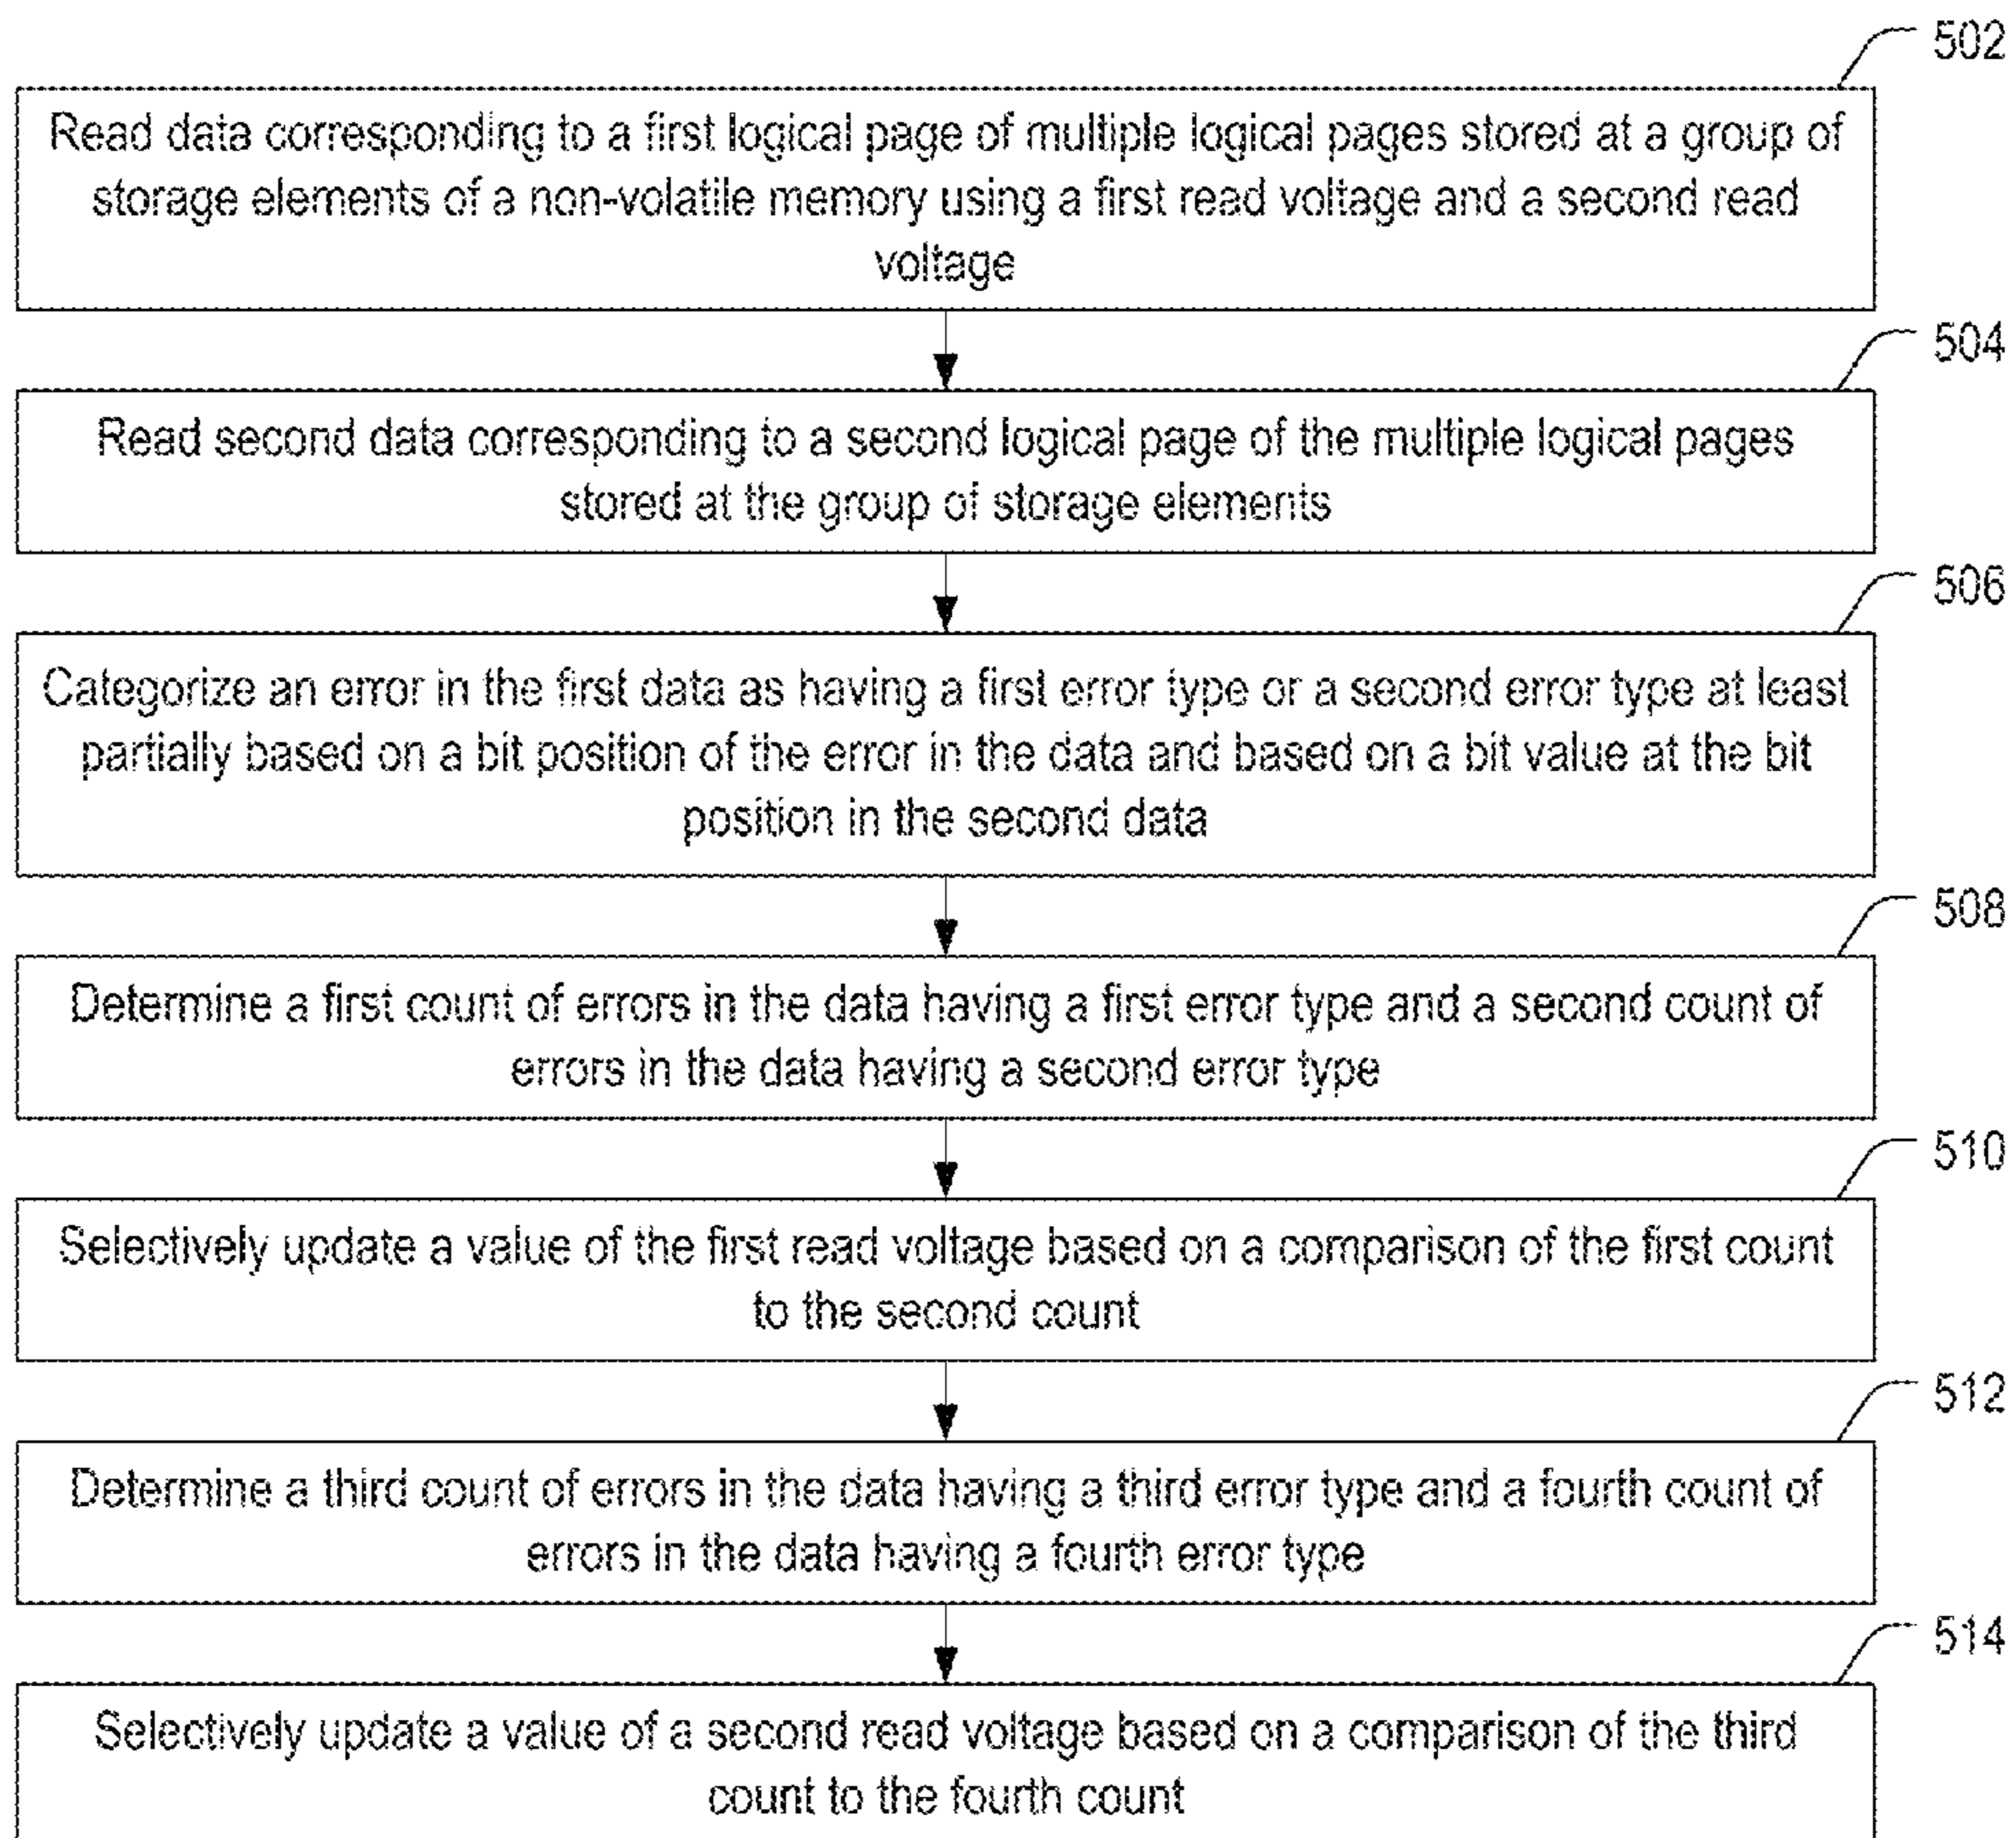 502
Read data corresponding to a first logical page of multiple logical pages stored at a group of
storage elements of a non-volatile memory using a first read voltage and a second read
voltage
504
Read second data corresponding to a second logical page of the multiple logical pages
stored at the group of storage elements
506
Categorize an error in the first data as having a first error type or a second error type at least
partially based on a bit position of the error in the data and based on a bit value at the bit
position in the second data
508
Determine a first count of errors in the data having a first error type and a second count of
errors in the data having a second error type
510
Selectively update a value of the first read voltage based on a comparison of the first count
to the second count
512
Determine a third count of errors in the data having a third error type and a fourth count of
errors in the data having a fourth error type
514
Selectively update a value of a second read voltage based on a comparison of the third
count to the fourth count